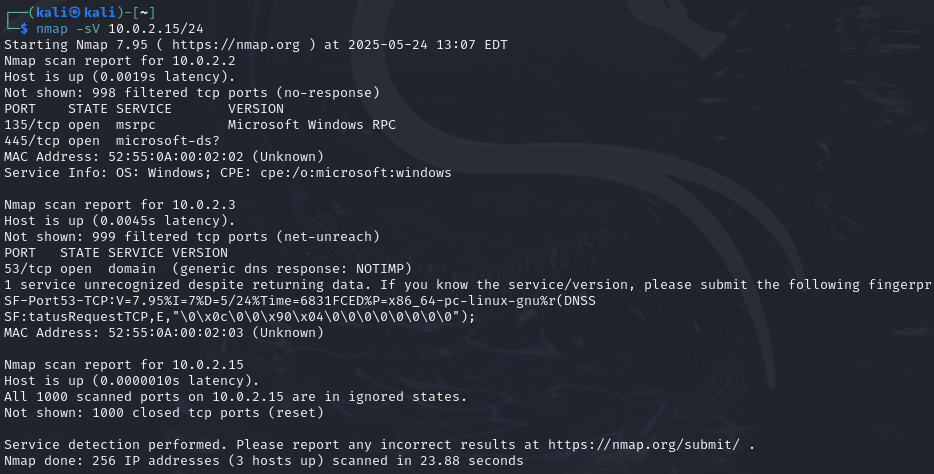 ┌──(kali㉿kali)-[~]
└─$ nmap -sV 10.0.2.15/24
Starting Nmap 7.95 ( https://nmap.org ) at 2025-05-24 13:07 EDT
Nmap scan report for 10.0.2.2
Host is up (0.0019s latency).
Not shown: 998 filtered tcp ports (no-response)
PORT    STATE SERVICE       VERSION
135/tcp open  msrpc         Microsoft Windows RPC
445/tcp open  microsoft-ds?
MAC Address: 52:55:0A:00:02:02 (Unknown)
Service Info: OS: Windows; CPE: cpe:/o:microsoft:windows

Nmap scan report for 10.0.2.3
Host is up (0.0045s latency).
Not shown: 999 filtered tcp ports (net-unreach)
PORT   STATE SERVICE VERSION
53/tcp open  domain  (generic dns response: NOTIMP)
1 service unrecognized despite returning data. If you know the service/version, please submit the following fingerpr
SF-Port53-TCP:V=7.95%I=7%D=5/24%Time=6831FCED%P=x86_64-pc-linux-gnu%r(DNSS
SF:tatusRequestTCP,E,"\0\x0c\0\0\x90\x04\0\0\0\0\0\0\0\0");
MAC Address: 52:55:0A:00:02:03 (Unknown)

Nmap scan report for 10.0.2.15
Host is up (0.0000010s latency).
All 1000 scanned ports on 10.0.2.15 are in ignored states.
Not shown: 1000 closed tcp ports (reset)

Service detection performed. Please report any incorrect results at https://nmap.org/submit/ .
Nmap done: 256 IP addresses (3 hosts up) scanned in 23.88 seconds